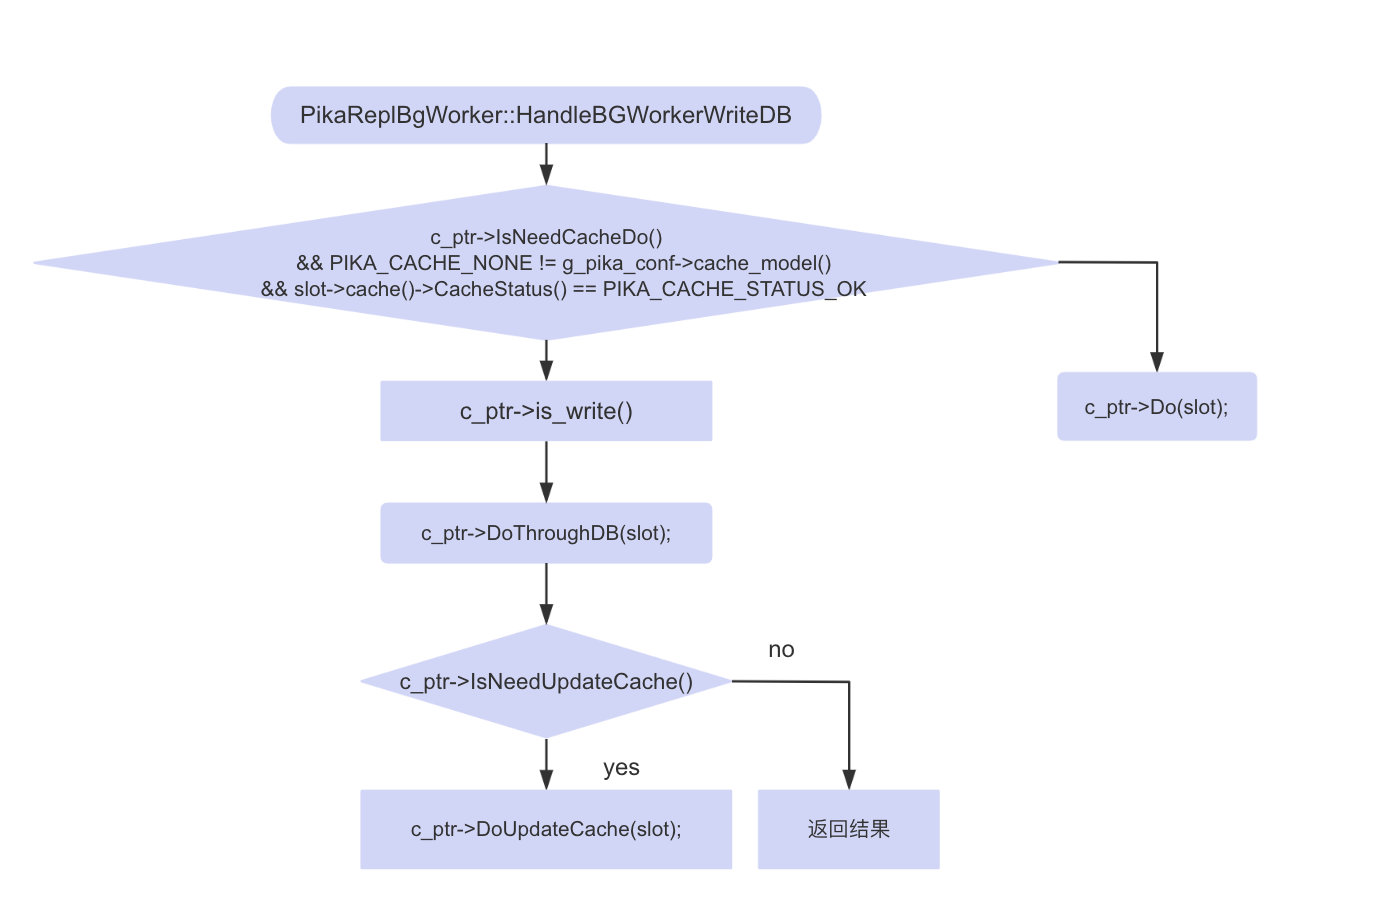 PikaReplBgWorker::HandleBGWorkerWriteDB
c_ptr->IsNeedCacheDo()
&& PIKA_CACHE_NONE != g_pika_conf->cache_model()
&& slot->cache()->CacheStatus() == PIKA_CACHE_STATUS_OK
c_ptr->is_write()
c_ptr->Do(slot);
c_ptr->DoThroughDB(slot);
no
c_ptr->IsNeedUpdateCache()
yes
c_ptr->DoUpdateCache(slot);
返回结果